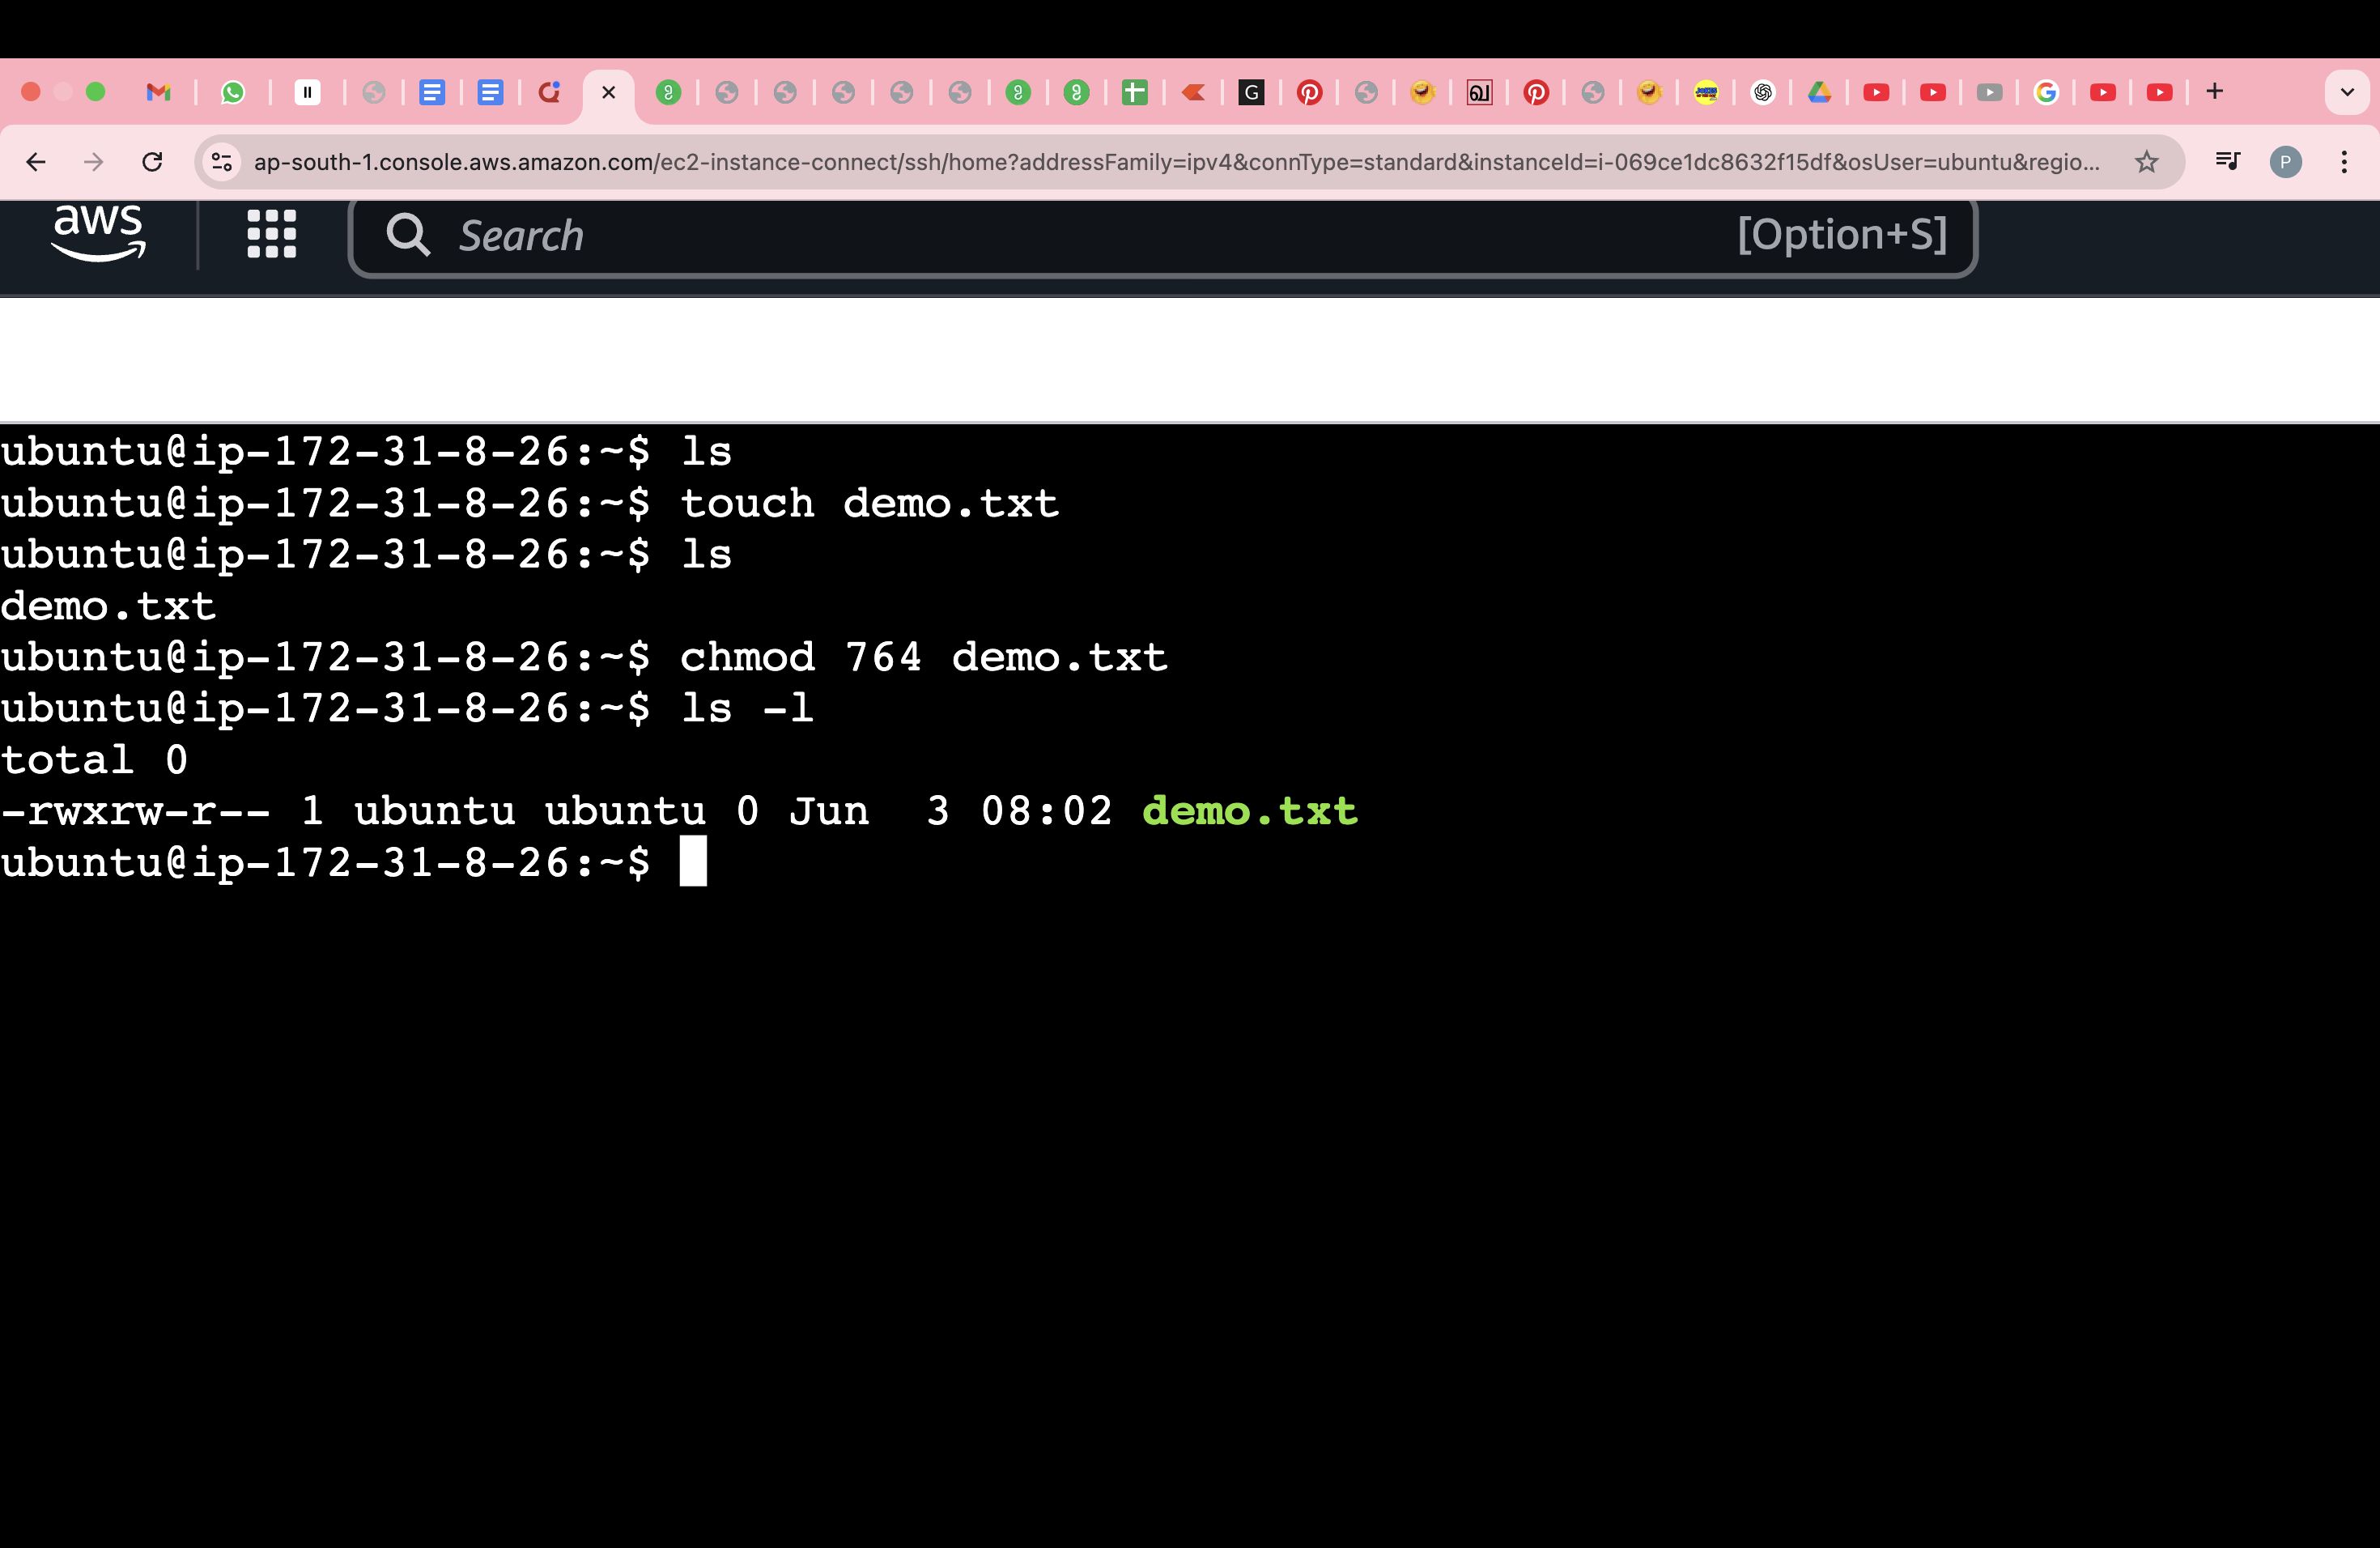 ap-south-1.console.aws.amazon.com/ec2-instance-connect/ssh/home?addressFamily=ipv4&connType=standard&instanceId=i-069ce1dc8632f15df&osUser=ubuntu&regio...
P
aws
Search
[Option+S]
ubuntu@ip-172-31-8-26:~$ ls
ubuntu@ip-172-31-8-26:~$ touch demo.txt
ubuntu@ip-172-31-8-26:~$ ls
demo.txt
ubuntu@ip-172-31-8-26:~$ chmod 764 demo.txt
ubuntu@ip-172-31-8-26:~$ ls -l
total 0
-rwxrw-r-- 1 ubuntu ubuntu 0 Jun  3 08:02 demo.txt
ubuntu@ip-172-31-8-26:~$